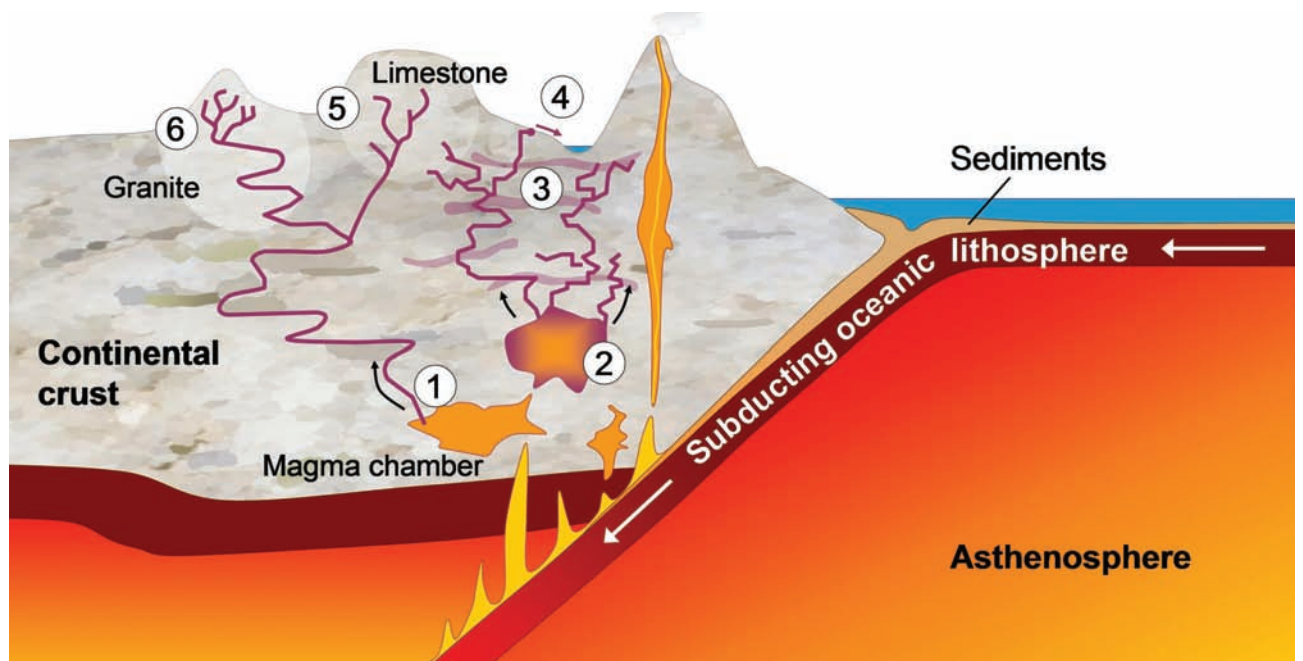 Limestone
4
5
6
Sediments
Granite
3
lithosphere
Subducting oceanic
Continental
crust
2
1
Magma chamber
Asthenosphere